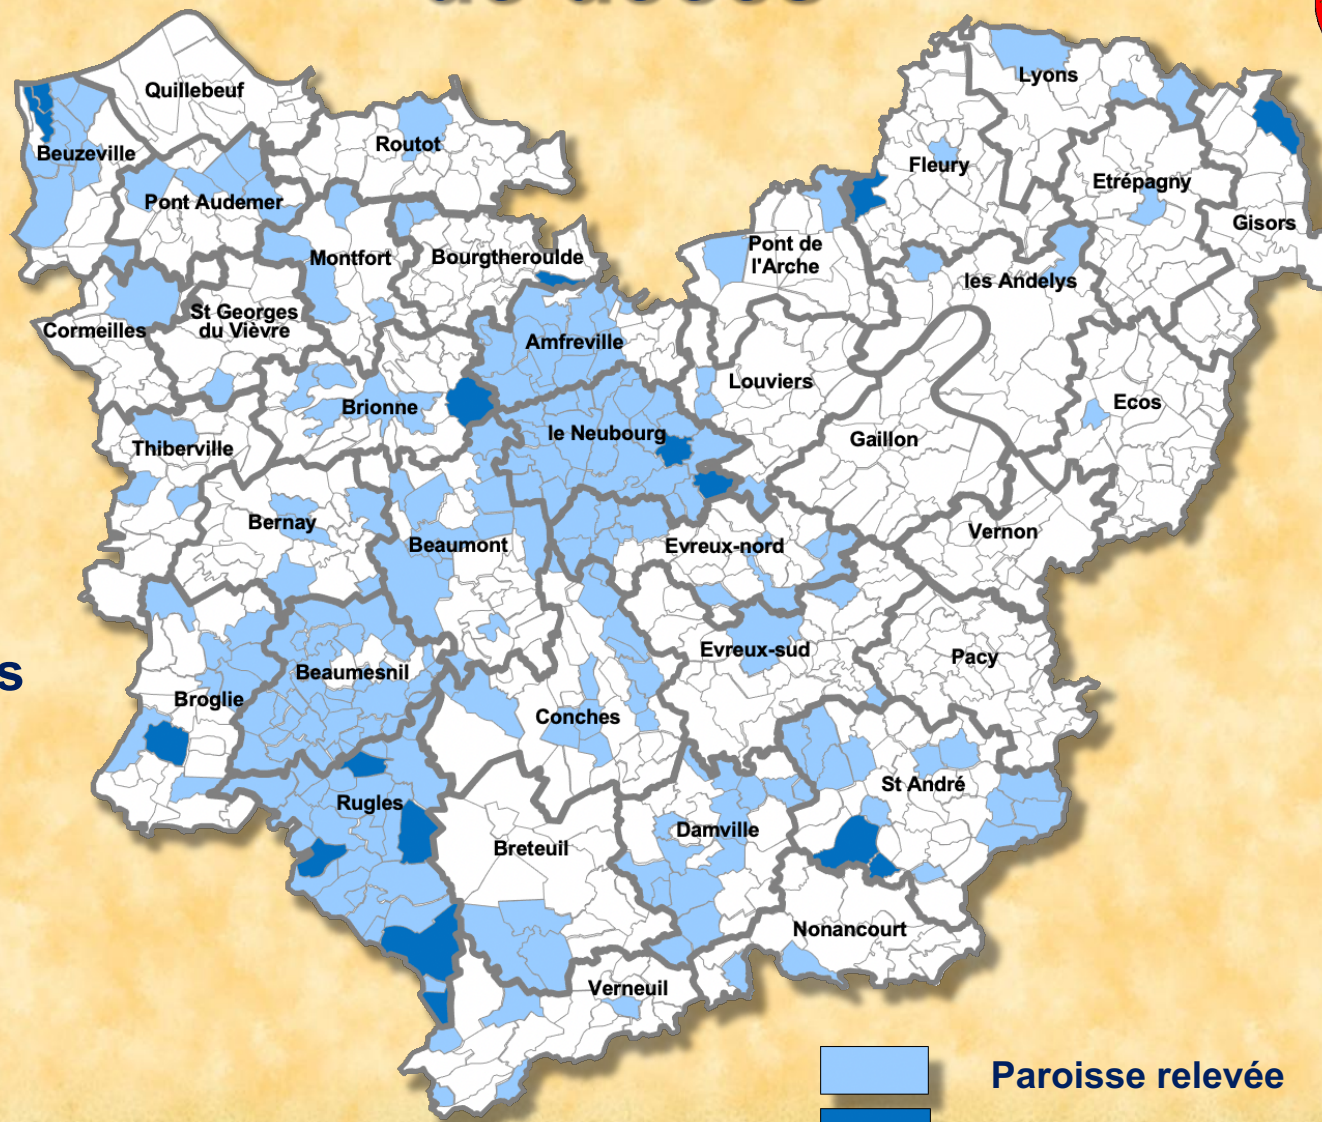 de décès
Lyons
Quillebeuf
Routot
Beuzeville
Fleury
Etrépagny
Pont Audemer
Gisors
Pont de
l'Arche
Montfort
Bourgtheroulde
les Andelys
St Georges
du Vièvre
Cormeilles
Amfreville
Louviers
Brionne
Ecos
le Neubourg
Gaillon
Thiberville
Bernay
Vernon
Beaumont
Evreux-nord
Evreux-sud
Pacy
s
Beaumesnil
Broglie
Conches
St André
Rugles
Damville
Breteuil
Nonancourt
Verneuil
Paroisse relevée